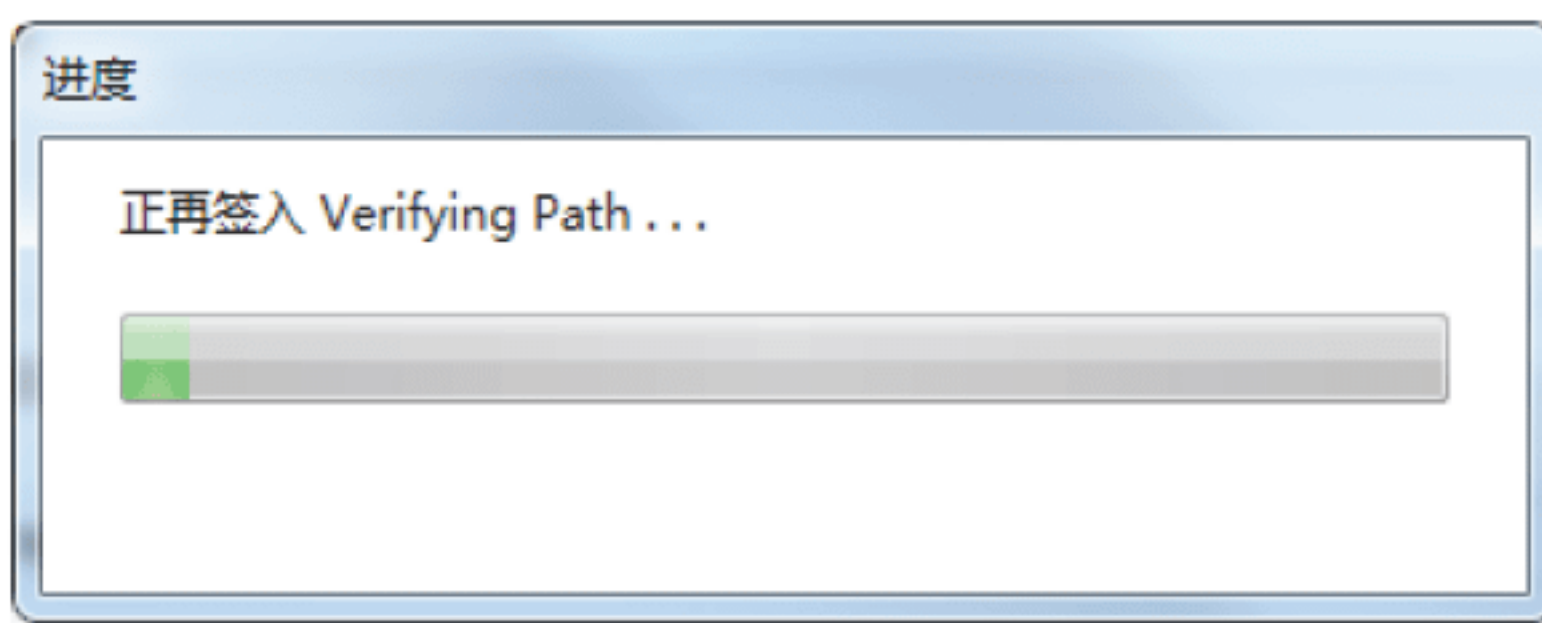 进度
正再签入 Verifying Path . . .